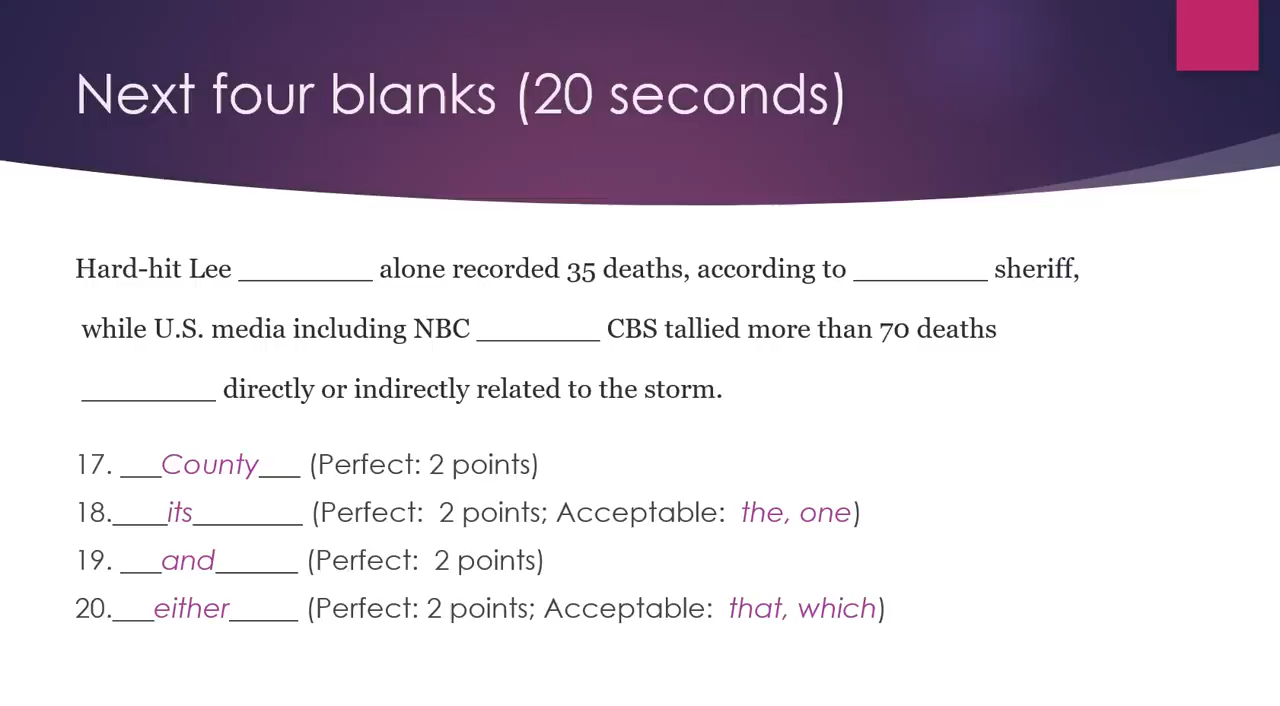 Next four blanks (20 seconds)
Hard-hit Lee __________ alone recorded 35 deaths, according to __________ sheriff,
while U.S. media including NBC _________ CBS tallied more than 70 deaths
__________ directly or indirectly related to the storm.
17. ___County___ (Perfect: 2 points)
18.____its________ (Perfect:  2 points; Acceptable:  the, one)
19. ___and______ (Perfect:  2 points)
20.___either_____ (Perfect: 2 points; Acceptable:  that, which)